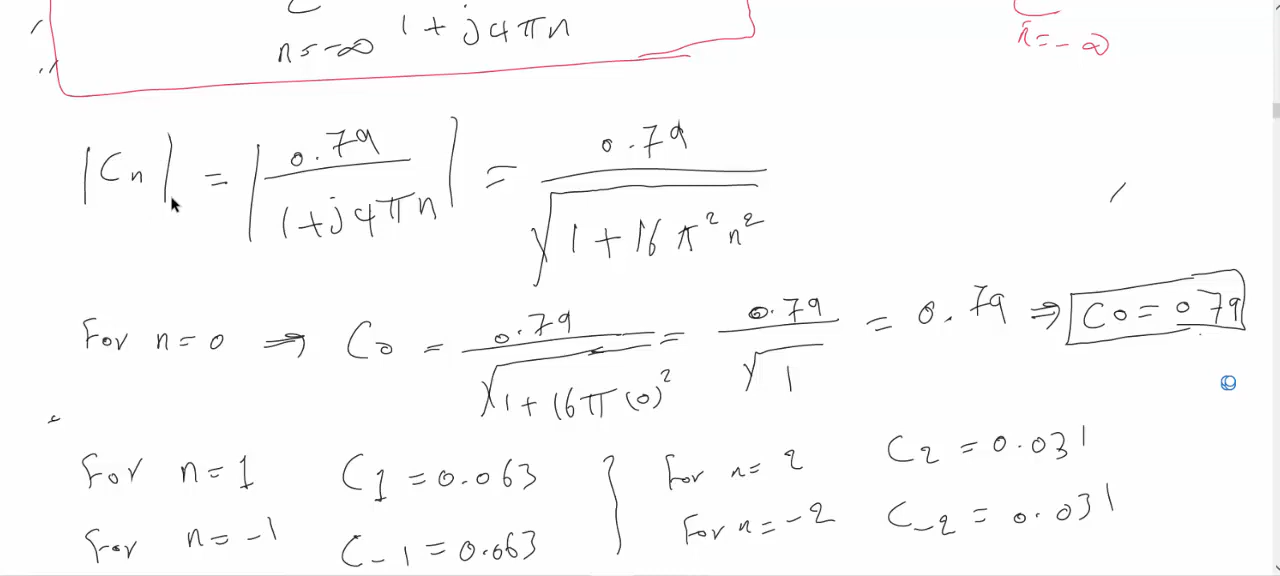 n=-∞ 1+j4πn
n=-∞
|Cn| = |0.79/(1+j4πn)| = 0.79/√(1+16π²n²)
For n=0 ⇒ C0 = 0.79/√(1+16π(0)²) = 0.79/√1 = 0.79 ⇒ C0=0.79
For n=1 C1=0.063
For n=-1 C-1=0.063
For n=2 C2=0.031
For n=-2 C-2=0.031